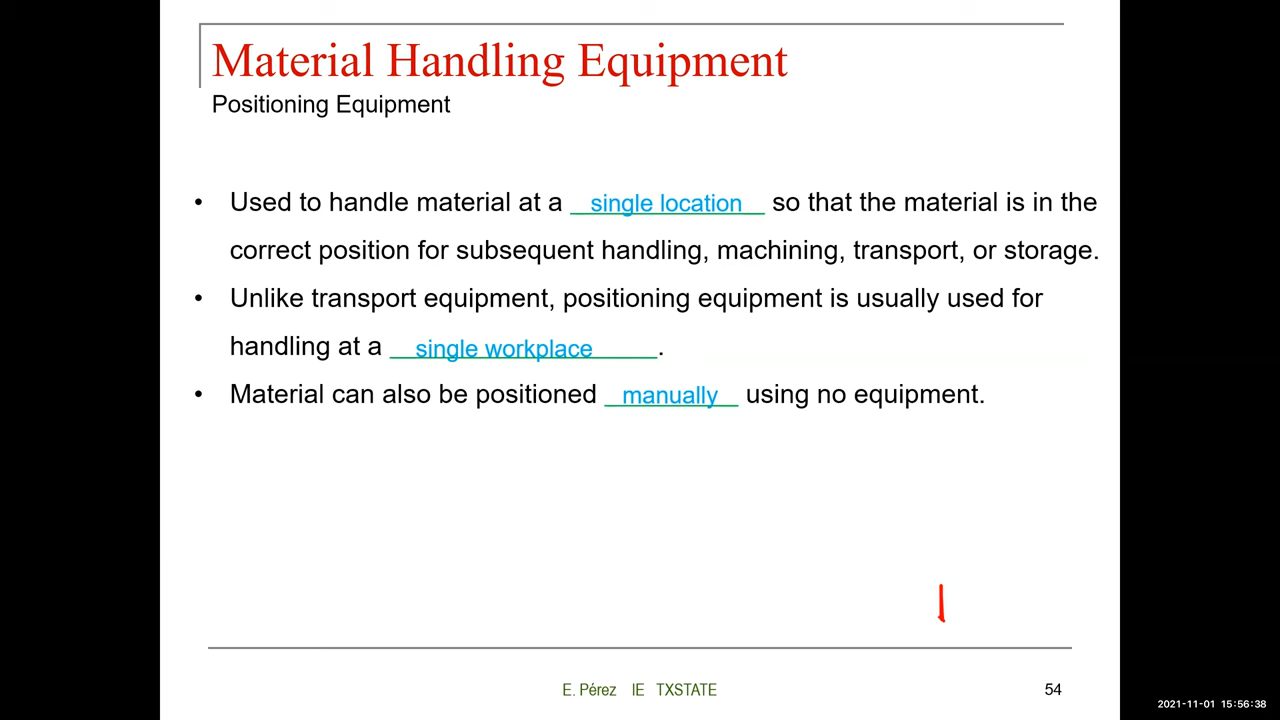 Material Handling Equipment
Positioning Equipment
• Used to handle material at a single location so that the material is in the
correct position for subsequent handling, machining, transport, or storage.
• Unlike transport equipment, positioning equipment is usually used for
handling at a single workplace.
• Material can also be positioned manually using no equipment.
E. Pérez IE TXSTATE
54
2021-11-01 15:56:38